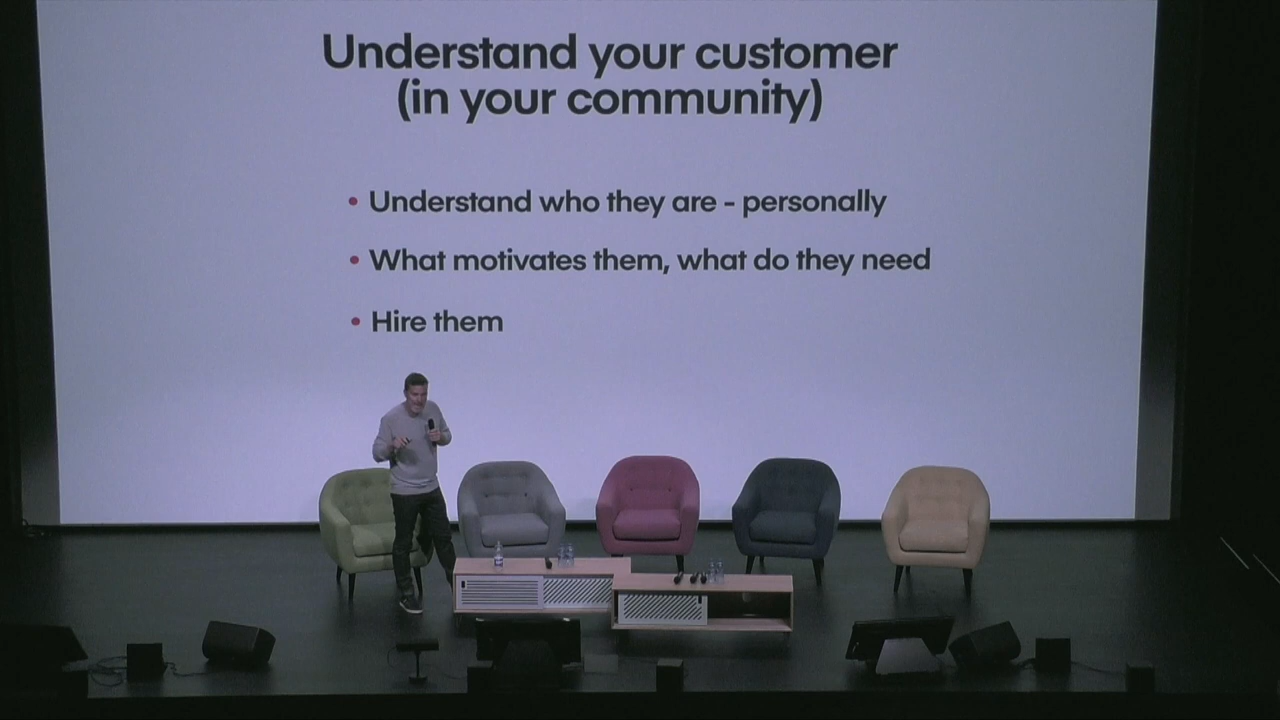 Understand your customer
(in your community)
• Understand who they are - personally
• What motivates them, what do they need
• Hire them